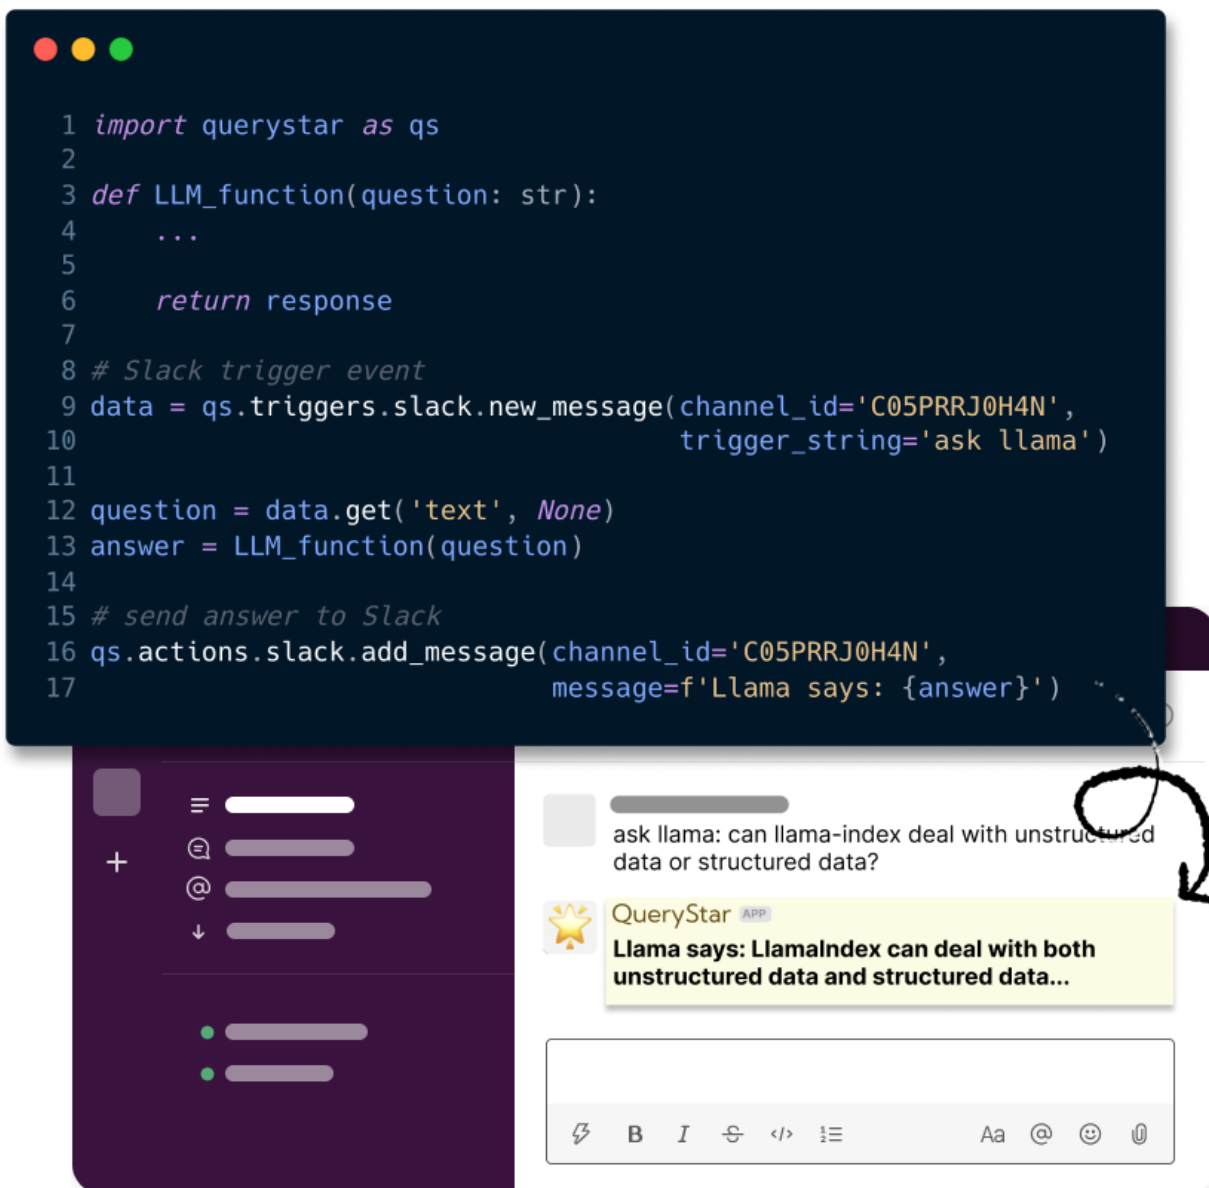 1 import querystar as qs
2
3 def LLM_function(question: str):
4     ...
5
6     return response
7
8 # Slack trigger event
9 data = qs.triggers.slack.new_message(channel_id='C05PRRJ0H4N',
10                                      trigger_string='ask llama')
11
12 question = data.get('text', None)
13 answer = LLM_function(question)
14
15 # send answer to Slack
16 qs.actions.slack.add_message(channel_id='C05PRRJ0H4N',
17                              message=f'Llama says: {answer}')
ask llama: can llama-index deal with unstructured
data or structured data?
QueryStar APP
Llama says: LlamaIndex can deal with both
unstructured data and structured data...
B I S </> Aa @